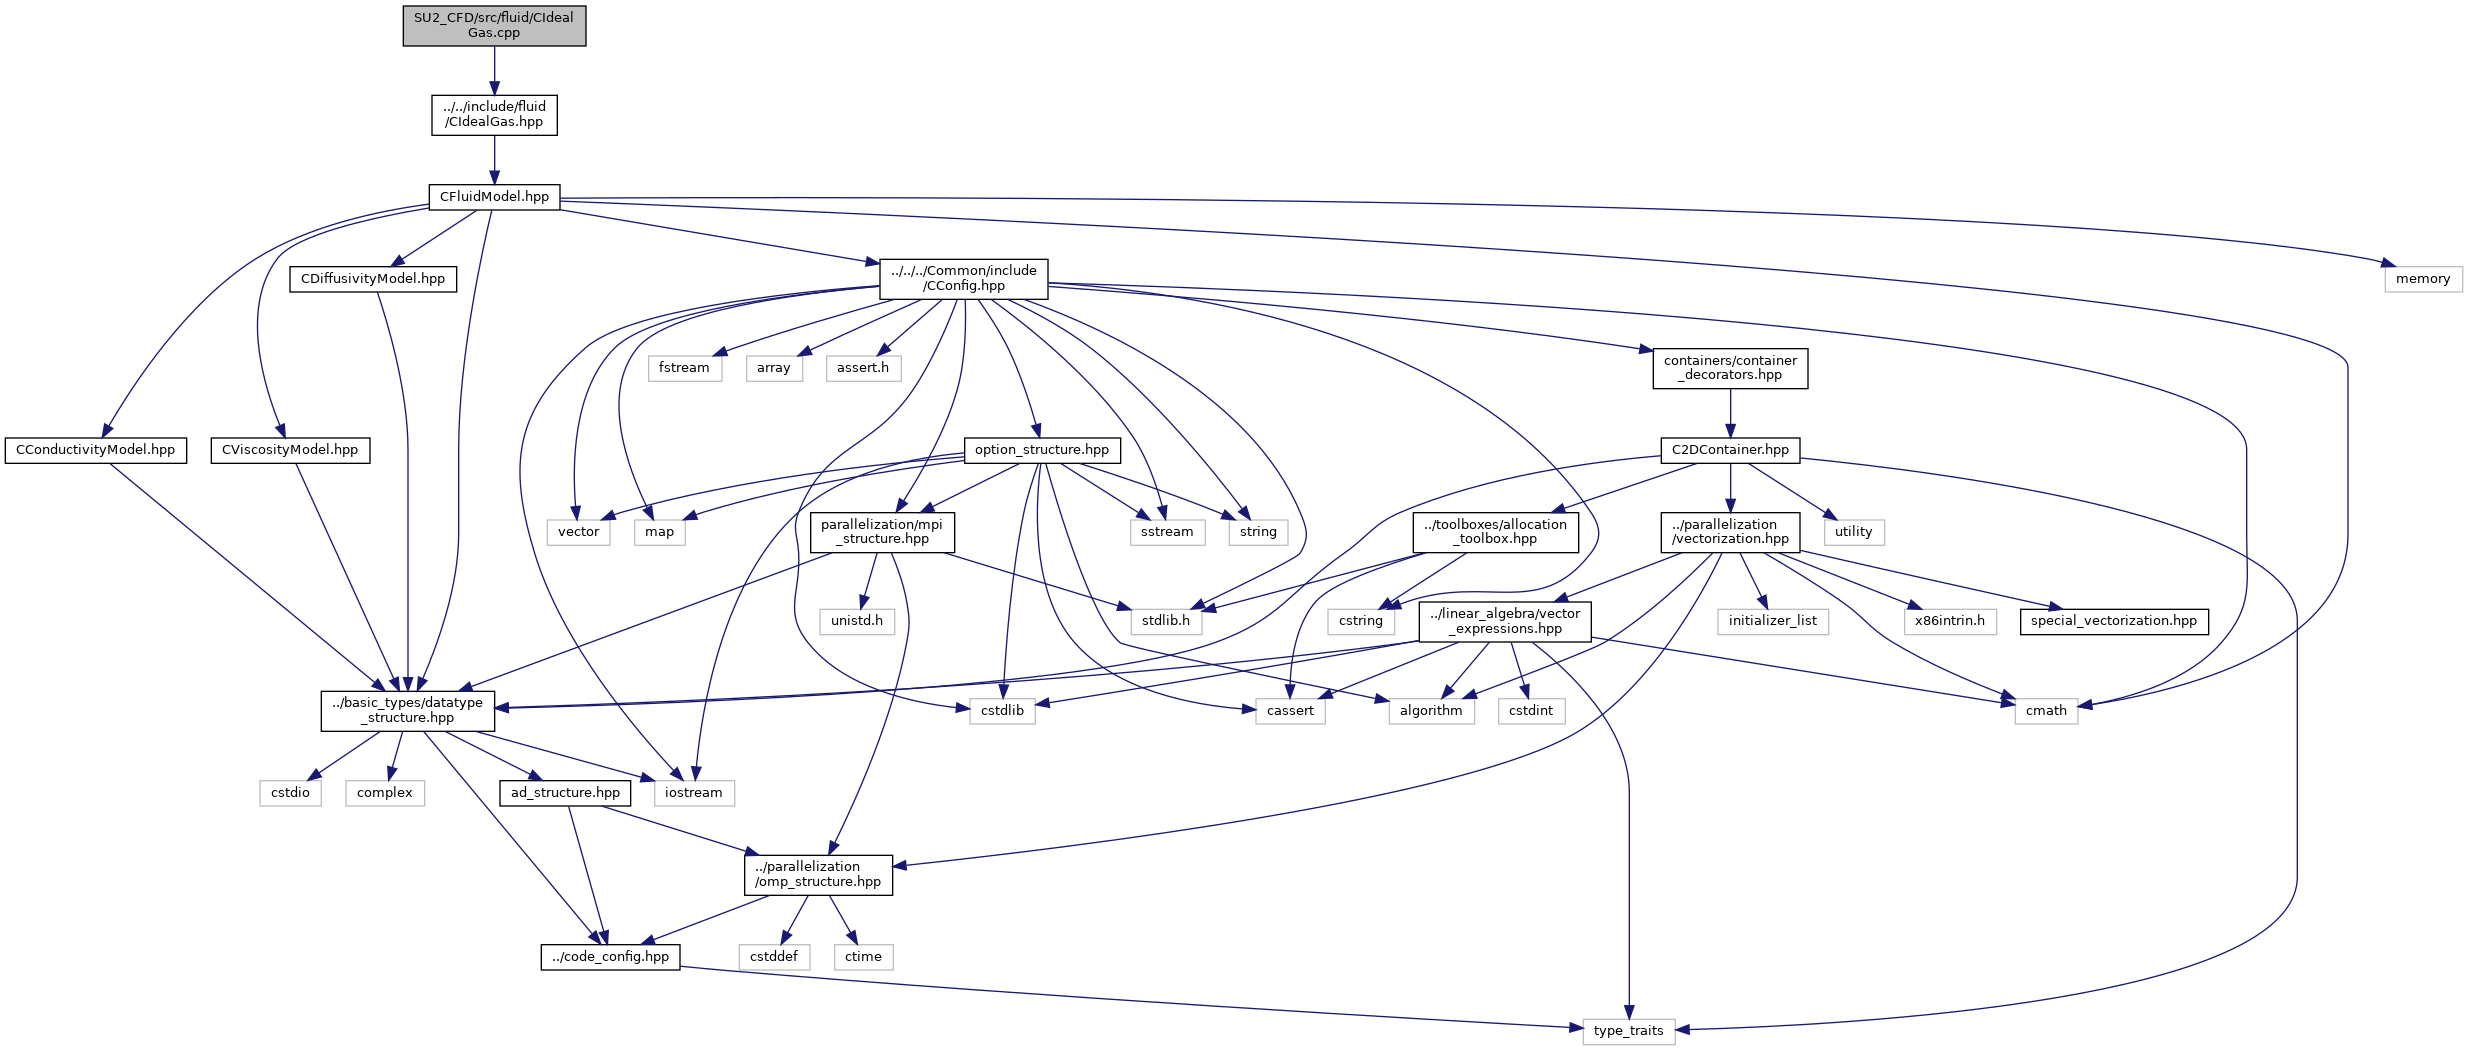 SU2_CFD/src/fluid/CIdeal
Gas.cpp
../../include/fluid
/CIdealGas.hpp
CFluidModel.hpp
CDiffusivityModel.hpp
../../../Common/include
/CConfig.hpp
memory
fstream
array
assert.h
containers/container
_decorators.hpp
CConductivityModel.hpp
CViscosityModel.hpp
option_structure.hpp
C2DContainer.hpp
vector
map
parallelization/mpi
_structure.hpp
sstream
string
../toolboxes/allocation
_toolbox.hpp
../parallelization
/vectorization.hpp
utility
unistd.h
stdlib.h
cstring
../linear_algebra/vector
_expressions.hpp
initializer_list
x86intrin.h
special_vectorization.hpp
../basic_types/datatype
_structure.hpp
cstdlib
cassert
algorithm
cstdint
cmath
cstdio
complex
ad_structure.hpp
iostream
../parallelization
/omp_structure.hpp
../code_config.hpp
cstddef
ctime
type_traits